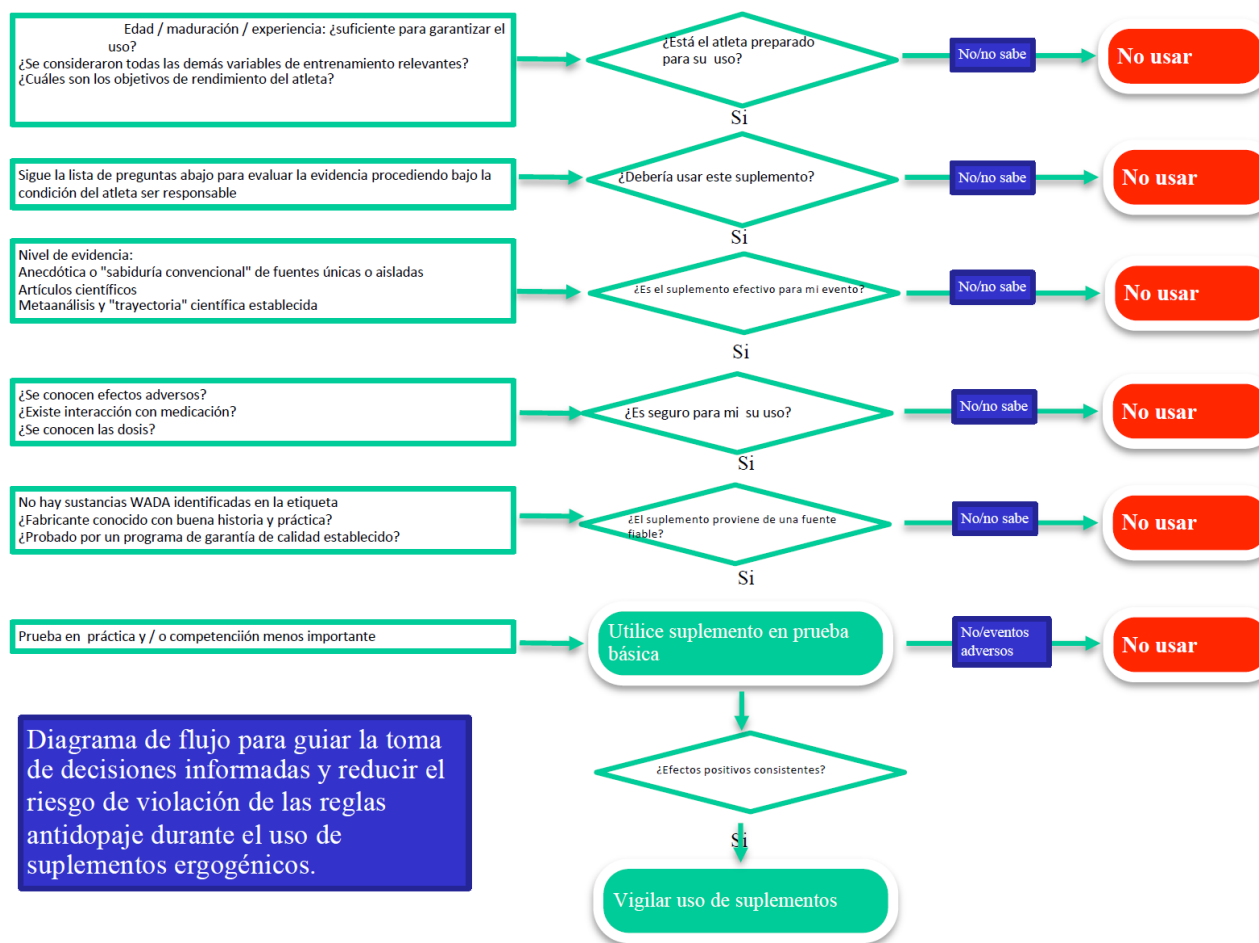 Edad / maduración / experiencia: ¿suficiente para garantizar el
uso?
¿Se consideraron todas las demás variables de entrenamiento relevantes?
¿Cuáles son los objetivos de rendimiento del atleta?
¿Está el atleta preparado
para su uso?
No/no sabe
No usar
Si
Sigue la lista de preguntas abajo para evaluar la evidencia procediendo bajo la
condición del atleta ser responsable
¿Debería usar este suplemento?
No/no sabe
No usar
Si
Nivel de evidencia:
Anecdótica o "sabiduría convencional" de fuentes únicas o aisladas
Artículos científicos
Metaanálisis y "trayectoria" científica establecida
¿Es el suplemento efectivo para mi evento?
No/no sabe
No usar
Si
¿Se conocen efectos adversos?
¿Existe interacción con medicación?
¿Se conocen las dosis?
¿Es seguro para mi su uso?
No/no sabe
No usar
Si
No hay sustancias WADA identificadas en la etiqueta
¿Fabricante conocido con buena historia y práctica?
¿Probado por un programa de garantía de calidad establecido?
¿El suplemento proviene de una fuente
fiable?
No/no sabe
No usar
Si
Prueba en práctica y / o competenciión menos importante
Utilice suplemento en prueba
básica
No/eventos
adversos
No usar
Diagrama de flujo para guiar la toma
de decisiones informadas y reducir el
riesgo de violación de las reglas
antidopaje durante el uso de
suplementos ergogénicos.
¿Efectos positivos consistentes?
Si
Vigilar uso de suplementos